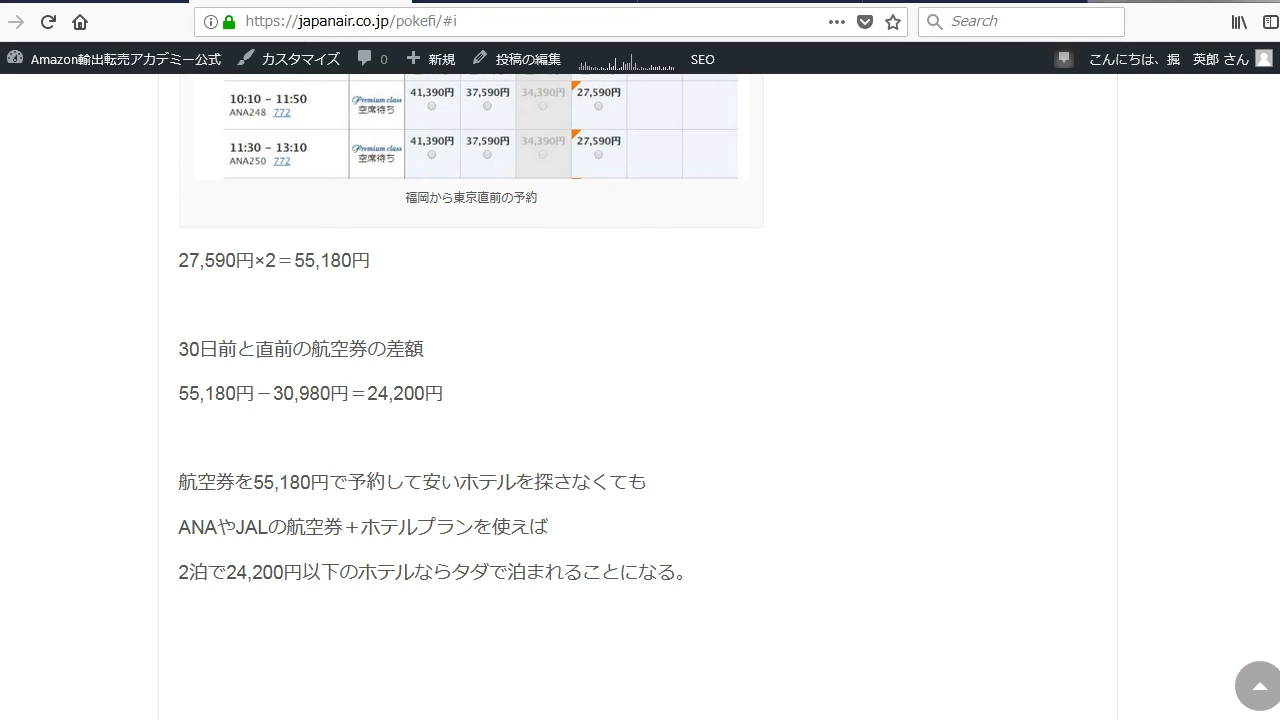 https://japanair.co.jp/pokefi/#i
Search
Amazon輸出転売アカデミー公式 カスタマイズ 0 新規 投稿の編集 SEO こんにちは、掘 英郎 さん
10:10 – 11:50 Premium class 41,390円 37,590円 34,390円 27,590円
ANA248 772 空席待ち
11:30 – 13:10 Premium class 41,390円 37,590円 34,390円 27,590円
ANA250 772 空席待ち
福岡から東京直前の予約
27,590円×2＝55,180円
30日前と直前の航空券の差額
55,180円－30,980円＝24,200円
航空券を55,180円で予約して安いホテルを探さなくても
ANAやJALの航空券＋ホテルプランを使えば
2泊で24,200円以下のホテルならタダで泊まれることになる。